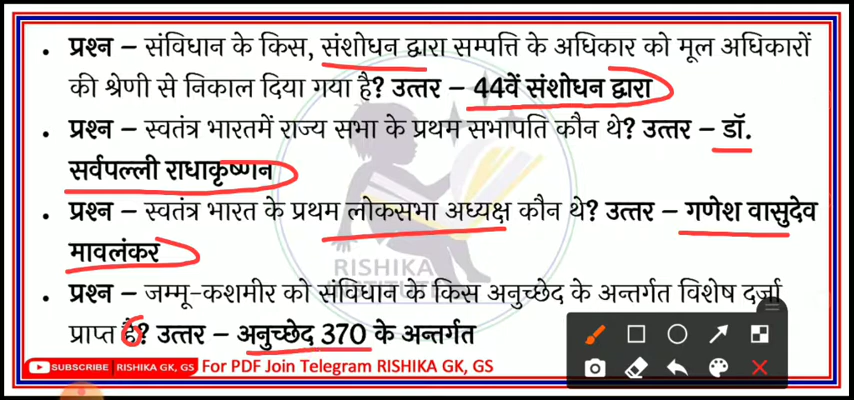 • प्रश्न – संविधान के किस, संशोधन द्वारा सम्पत्ति के अधिकार को मूल अधिकारों
की श्रेणी से निकाल दिया गया है? उत्तर – 44वें संशोधन द्वारा
• प्रश्न – स्वतंत्र भारतमें राज्य सभा के प्रथम सभापति कौन थे? उत्तर – डॉ.
सर्वपल्ली राधाकृष्णन
• प्रश्न – स्वतंत्र भारत के प्रथम लोकसभा अध्यक्ष कौन थे? उत्तर – गणेश वासुदेव
मावलंकर
RISHIKA
• प्रश्न – जम्मू-कशमीर को संविधान के किस अनुच्छेद के अन्तर्गत विशेष दर्जा
प्राप्त है? उत्तर – अनुच्छेद 370 के अन्तर्गत
SUBSCRIBE RISHIKA GK, GS For PDF Join Telegram RISHIKA GK, GS